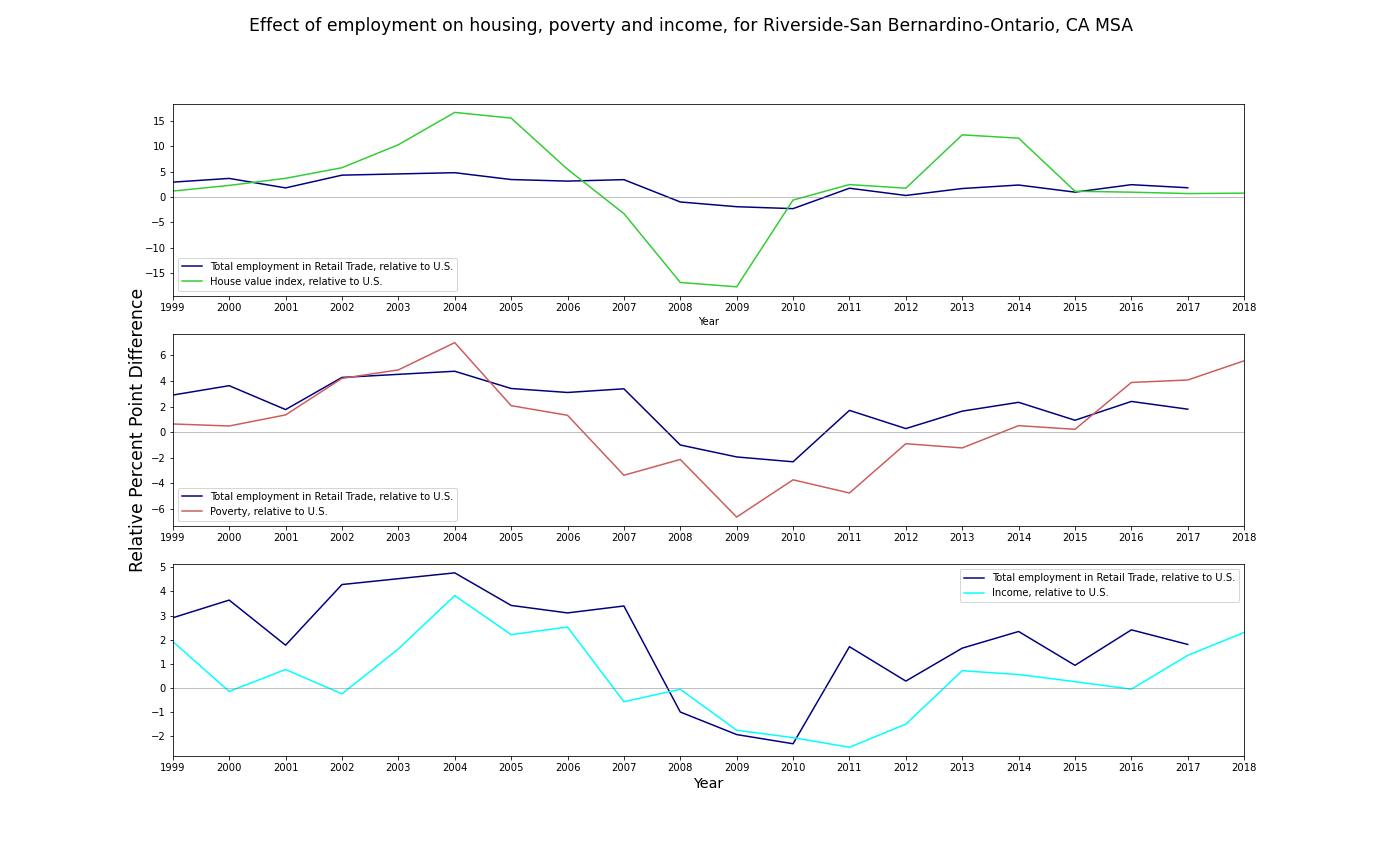 Effect of employment on housing, poverty and income, for Riverside-San Bernardino-Ontario, CA MSA
Relative Percent Point Difference
15
10
5
0
−5
−10
−15
Total employment in Retail Trade, relative to U.S.
House value index, relative to U.S.
1999 2000 2001 2002 2003 2004 2005 2006 2007 2008 2009 2010 2011 2012 2013 2014 2015 2016 2017 2018
Year
6
4
2
0
−2
−4
−6
Total employment in Retail Trade, relative to U.S.
Poverty, relative to U.S.
1999 2000 2001 2002 2003 2004 2005 2006 2007 2008 2009 2010 2011 2012 2013 2014 2015 2016 2017 2018
5
4
3
2
1
0
−1
−2
Total employment in Retail Trade, relative to U.S.
Income, relative to U.S.
1999 2000 2001 2002 2003 2004 2005 2006 2007 2008 2009 2010 2011 2012 2013 2014 2015 2016 2017 2018
Year